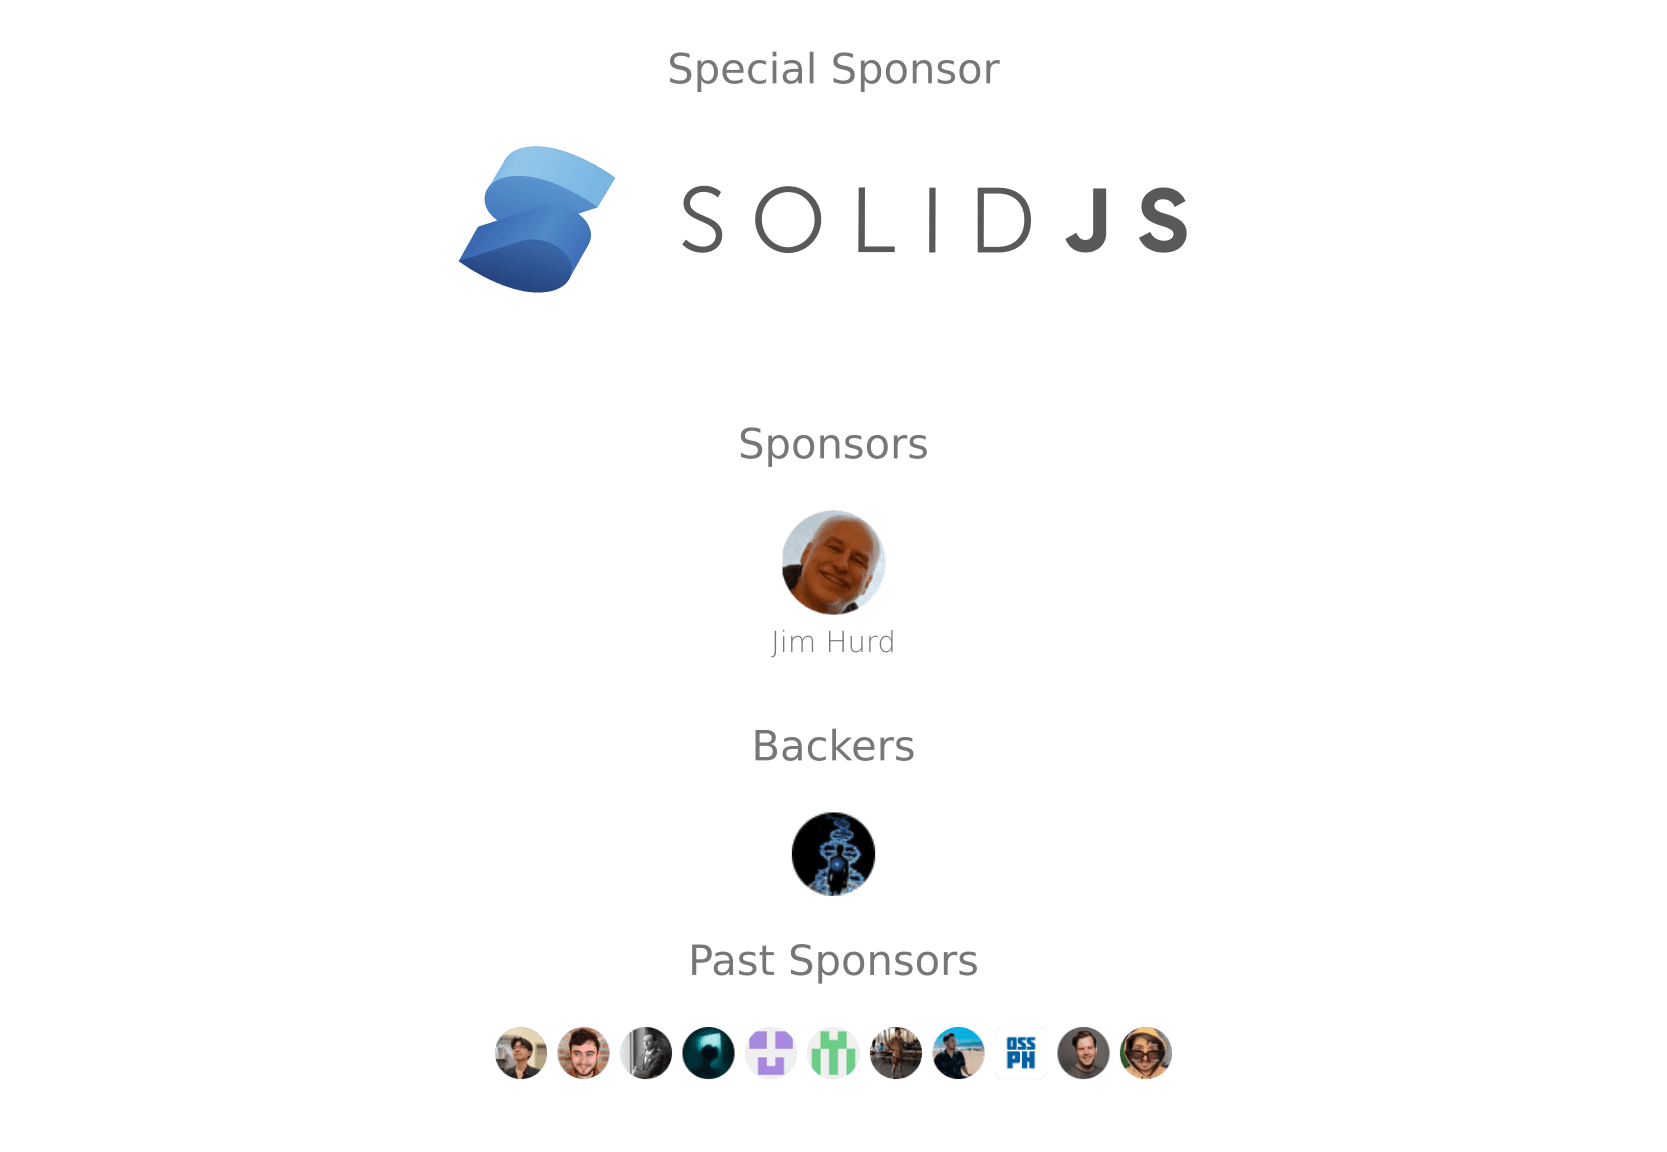 Special Sponsor
SOLIDJS
Sponsors
Jim Hurd
Backers
Past Sponsors
OSS
PH